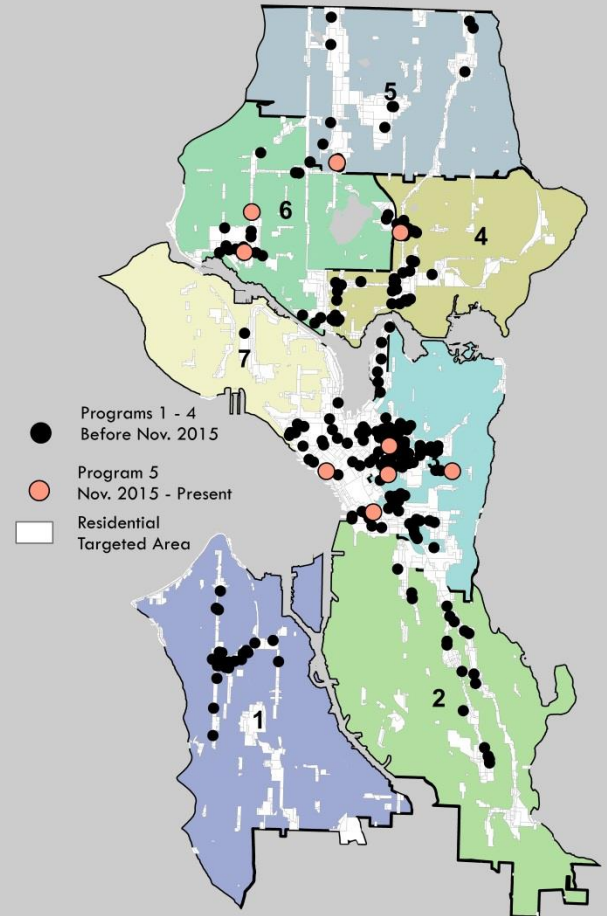 5
6
4
7
Programs 1 - 4
Before Nov. 2015
Program 5
Nov. 2015 - Present
Residential
Targeted Area
1
2